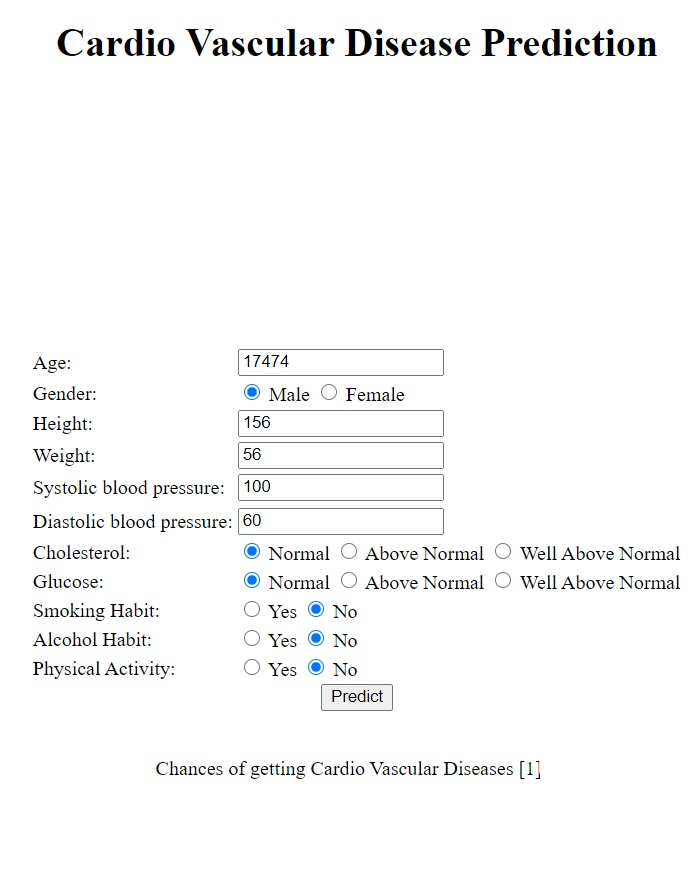 Cardio Vascular Disease Prediction
Age: 17474
Gender: Male Female
Height: 156
Weight: 56
Systolic blood pressure: 100
Diastolic blood pressure: 60
Cholesterol: Normal Above Normal Well Above Normal
Glucose: Normal Above Normal Well Above Normal
Smoking Habit: Yes No
Alcohol Habit: Yes No
Physical Activity: Yes No
Predict
Chances of getting Cardio Vascular Diseases [1]